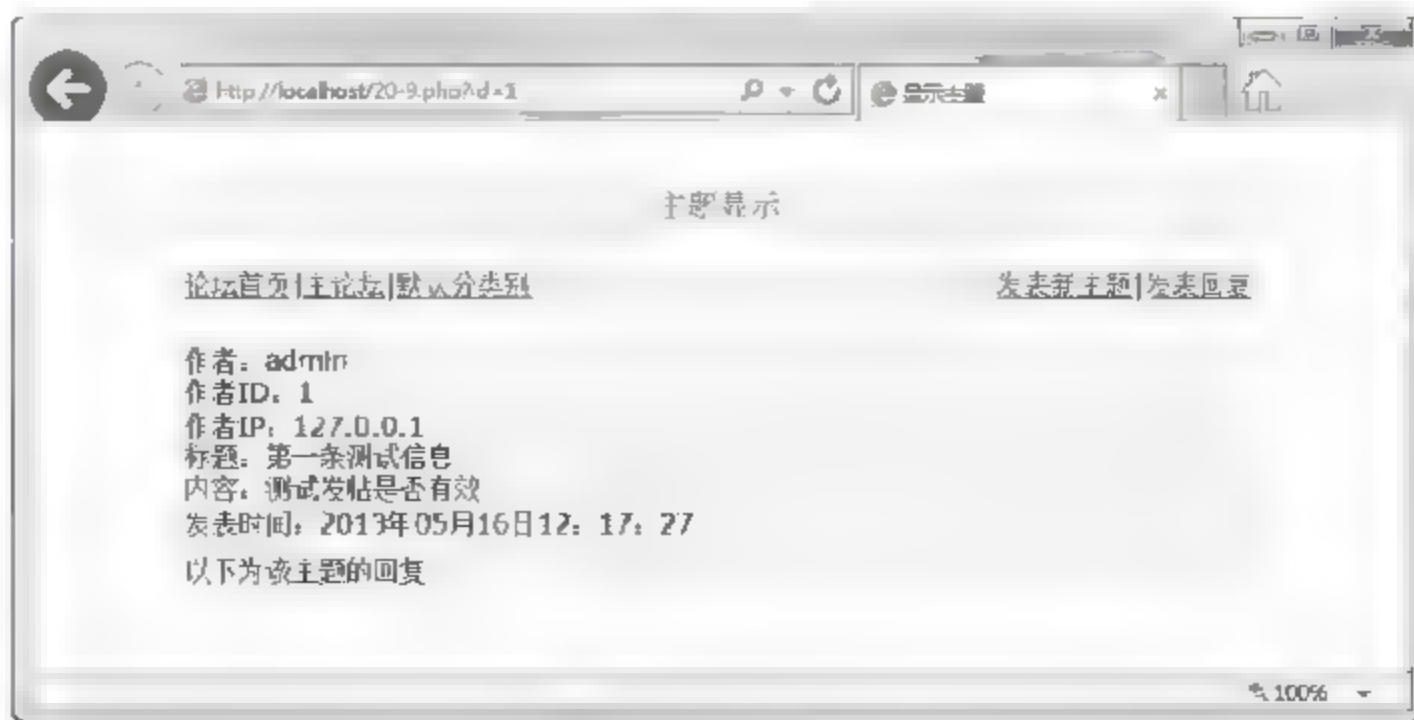 http://localhost/20-9.php?id=1
显示主题
主题显示
论坛首页|主论坛|默认分类别
发表新主题|发表回复
作者：admin
作者ID：1
作者IP：127.0.0.1
标题：第一条测试信息
内容：测试发帖是否有效
发表时间：2013年05月16日12：17：27
以下为该主题的回复
100%